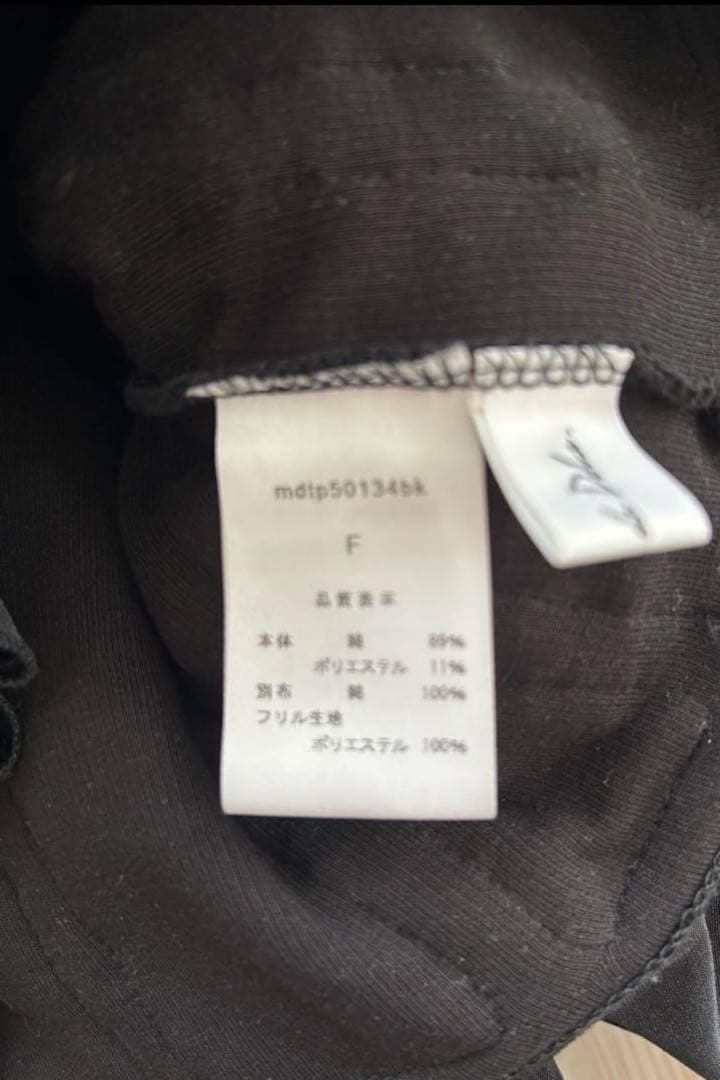 mdtp50134bk
F
品質表示
本体 綿 89%
ポリエステル 11%
別布 綿 100%
フリル生地
ポリエステル 100%